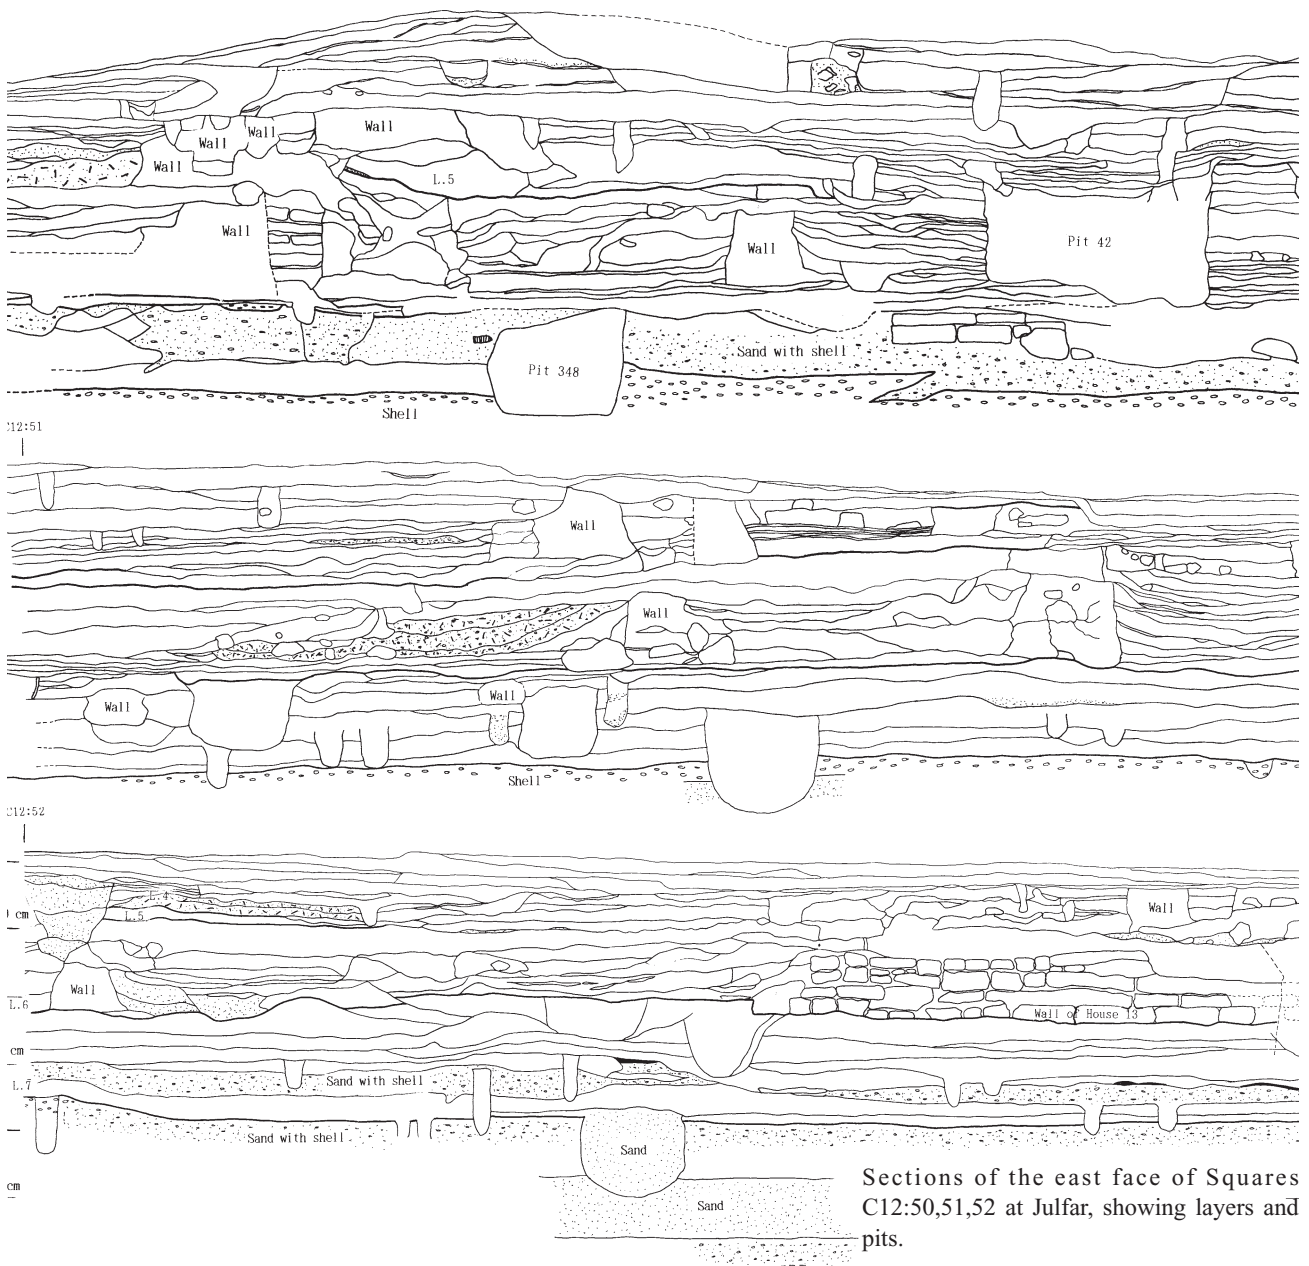 Wall
Wall
Wall
Wall
L.5
Wall
Wall
Pit 42
Sand with shell
Pit 348
Shell
C12:51
Wall
Wall
Wall
Wall
Shell
C12:52
L.4
L.5
cm
Wall
Wall
L.6
Wall of House 13
cm
L.7
Sand with shell
Sand with shell
Sand
cm
Sand
Sections of the east face of Squares
C12:50,51,52 at Julfar, showing layers and
pits.